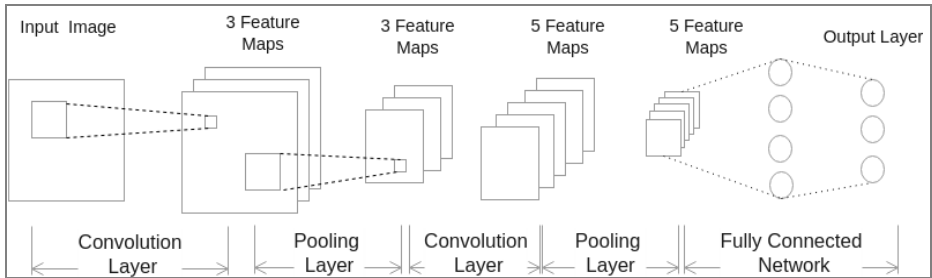 Input Image
3 Feature
Maps
3 Feature
Maps
5 Feature
Maps
5 Feature
Maps
Output Layer
Convolution
Layer
Pooling
Layer
Convolution
Layer
Pooling
Layer
Fully Connected
Network